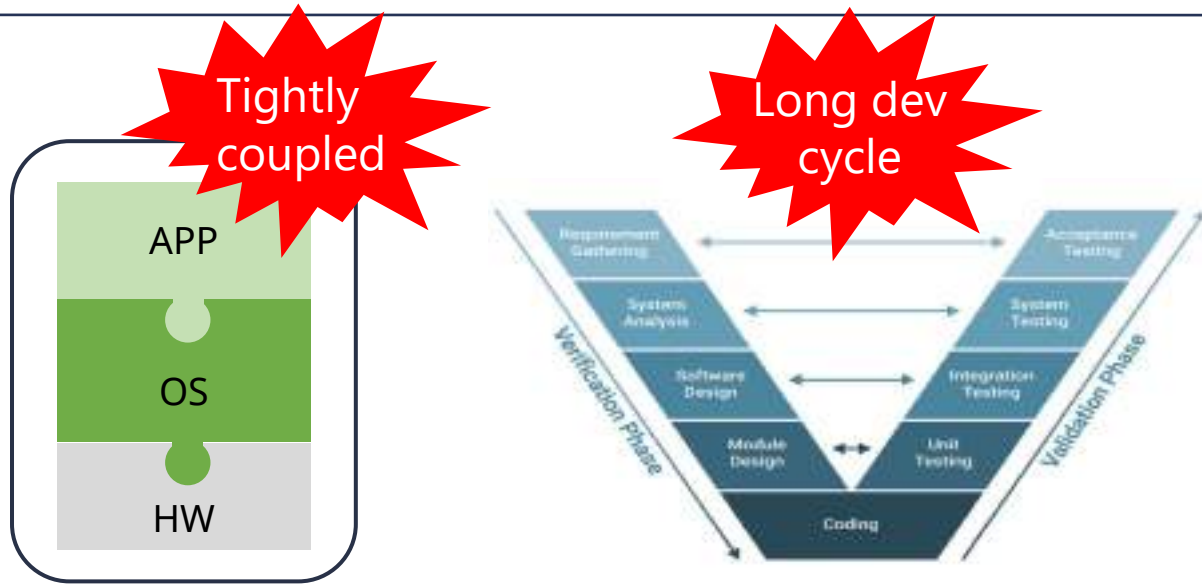 Tightly
coupled
APP
OS
HW
Long dev
cycle
Requirement
Gathering
System
Analysis
Software
Design
Module
Design
Coding
Unit
Testing
Integration
Testing
System
Testing
Acceptance
Testing
Verification Phase
Validation Phase